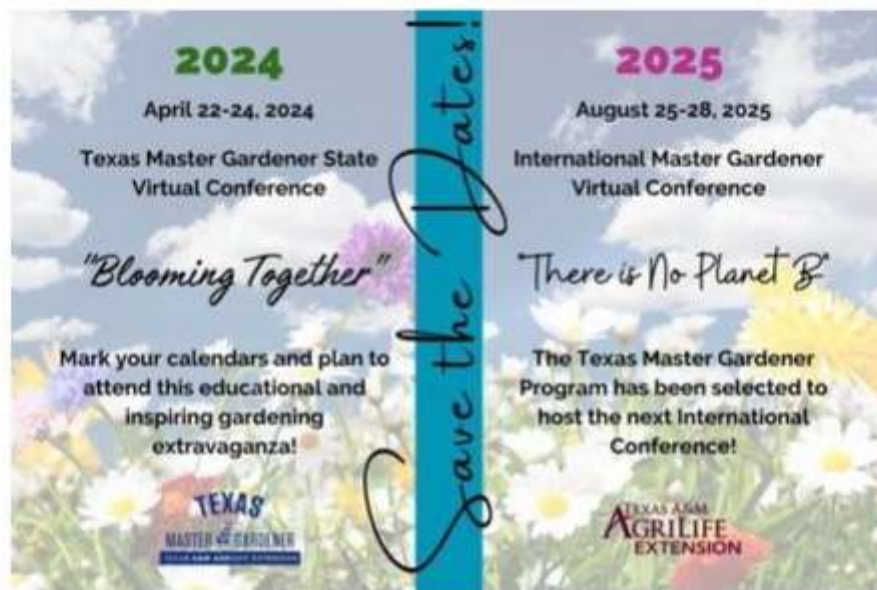 2024
April 22-24, 2024
Texas Master Gardener State
Virtual Conference
"Blooming Together"
Mark your calendars and plan to
attend this educational and
inspiring gardening
extravaganza!
TEXAS
MASTER GARDENER
TEXAS A&M AGRILIFE EXTENSION
Save the Dates!
2025
August 25-28, 2025
International Master Gardener
Virtual Conference
"There is No Planet B"
The Texas Master Gardener
Program has been selected to
host the next International
Conference!
TEXAS A&M
AGRILIFE
EXTENSION